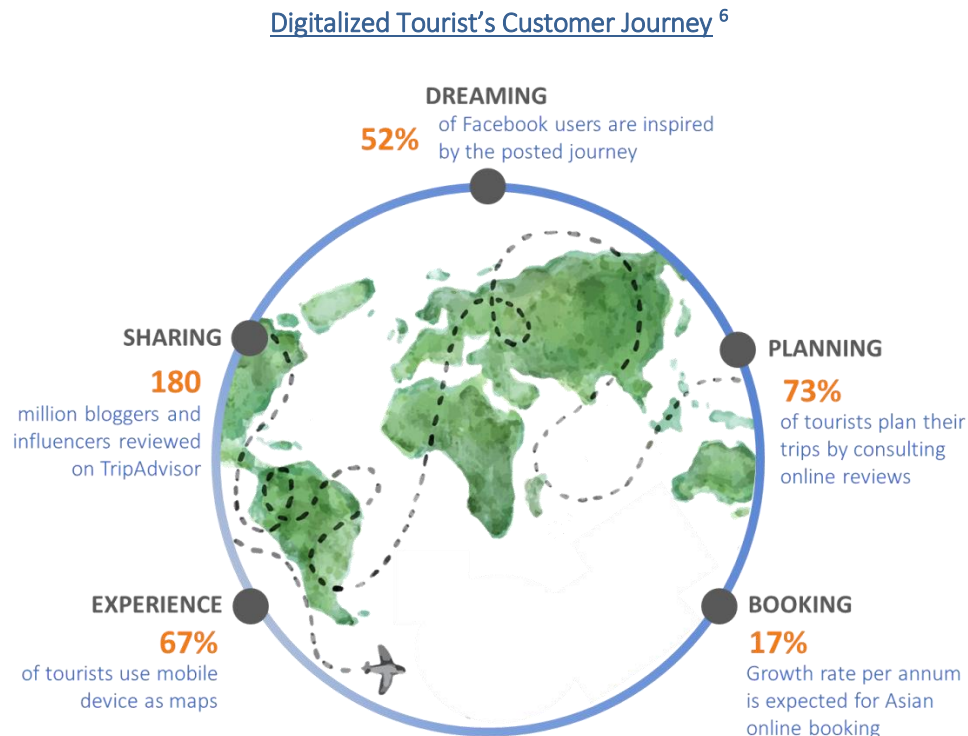 Digitalized Tourist’s Customer Journey 6
DREAMING
52%
of Facebook users are inspired
by the posted journey
PLANNING
73%
of tourists plan their
trips by consulting
online reviews
BOOKING
17%
Growth rate per annum
is expected for Asian
online booking
EXPERIENCE
67%
of tourists use mobile
device as maps
SHARING
180
million bloggers and
influencers reviewed
on TripAdvisor